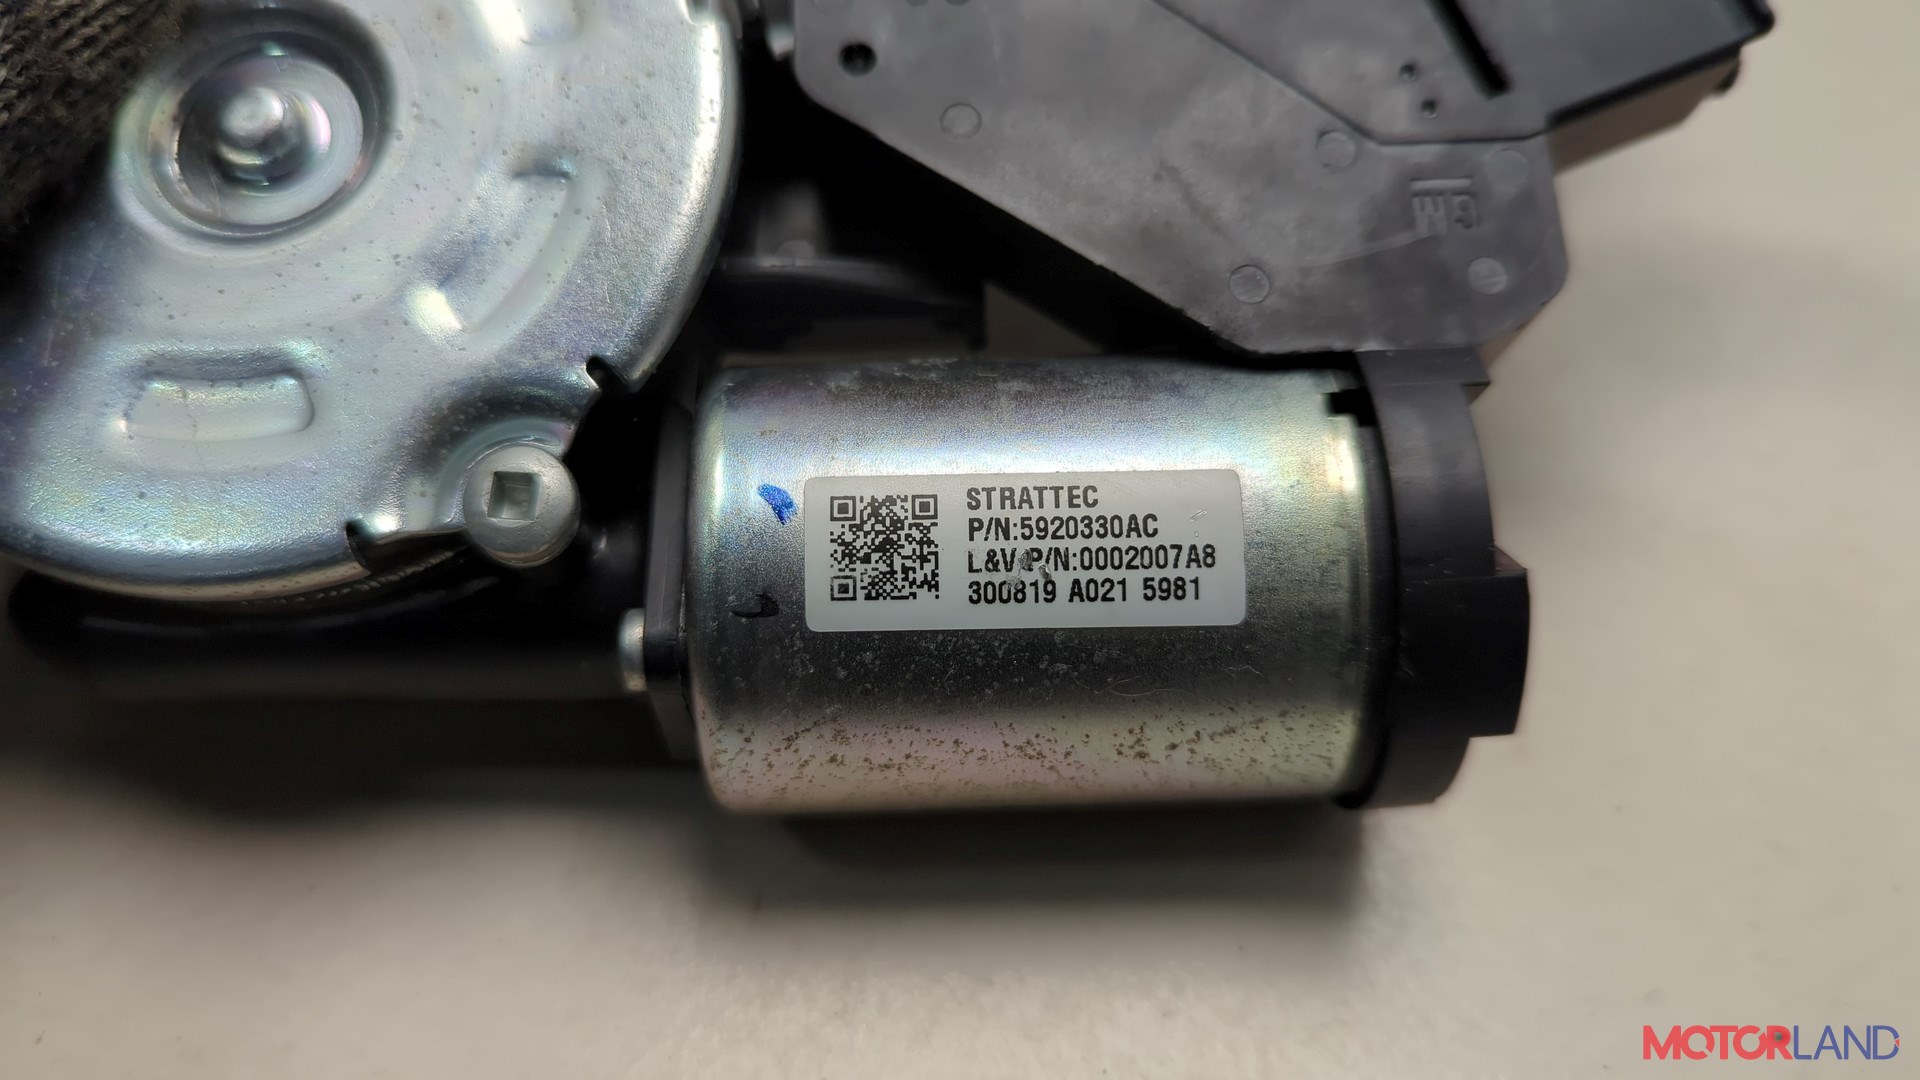 GM
STRATTEC
P/N:5920330AC
L&V P/N:0002007A8
300819 A021 5981
MOTORLAND